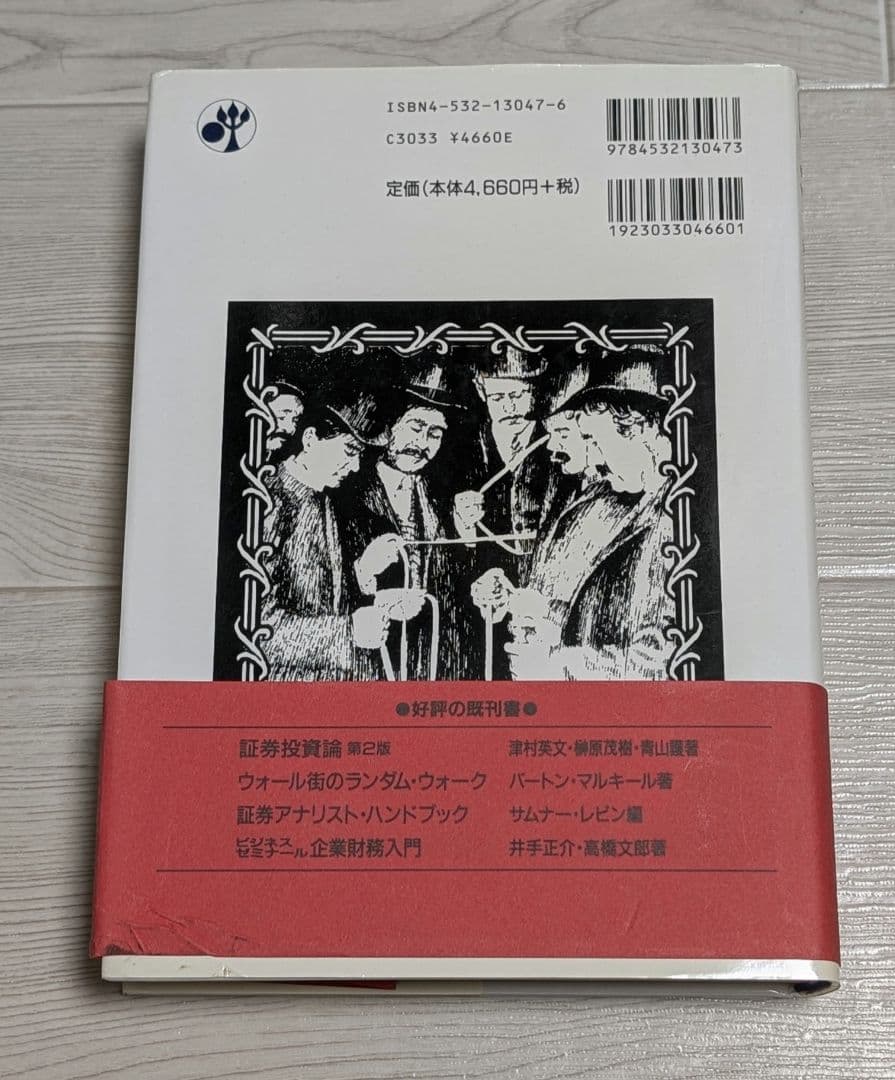 ISBN4-532-13047-6
C3033 ¥4660E
定価(本体4,660円+税)
9784532130473
1923033046601
●好評の既刊書●
証券投資論 第2版 津村英文・榊原茂樹・青山護著
ウォール街のランダム・ウォーク バートン・マルキール著
証券アナリスト・ハンドブック サムナー・レビン編
ビジネスゼミナール 企業財務入門 井手正介・高橋文郎著